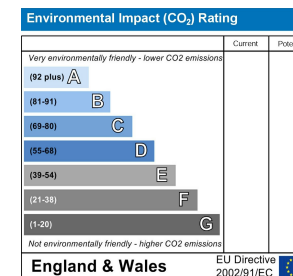 Environmental Impact (CO₂) Rating
Current
Very environmentally friendly - lower CO2 emissions
(92 plus) A
(81-91) B
(69-80) C
(55-68) D
(39-54) E
(21-38) F
(1-20) G
Not environmentally friendly - higher CO2 emissions
England & Wales
EU Directive
2002/91/EC